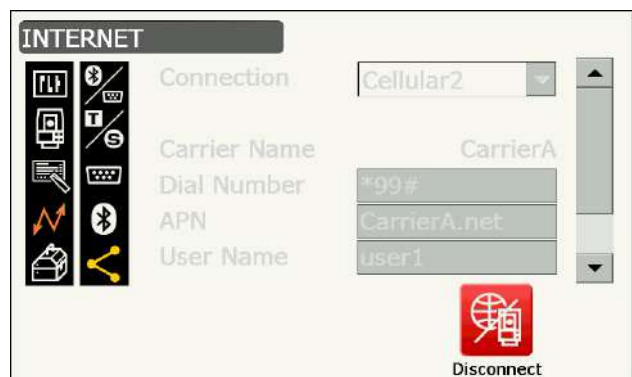 INTERNET
Connection Cellular2
T
S
Carrier Name CarrierA
Dial Number *99#
APN CarrierA.net
User Name user1
Disconnect